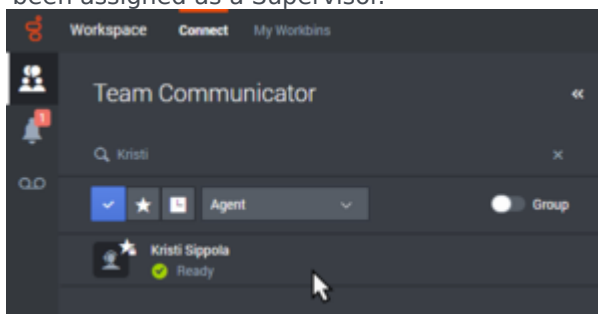 been assigned as a Supervisor.
Workspace Connect My Workbins
Team Communicator «
1
Kristi ×
Agent Group
Kristi Sippola
Ready